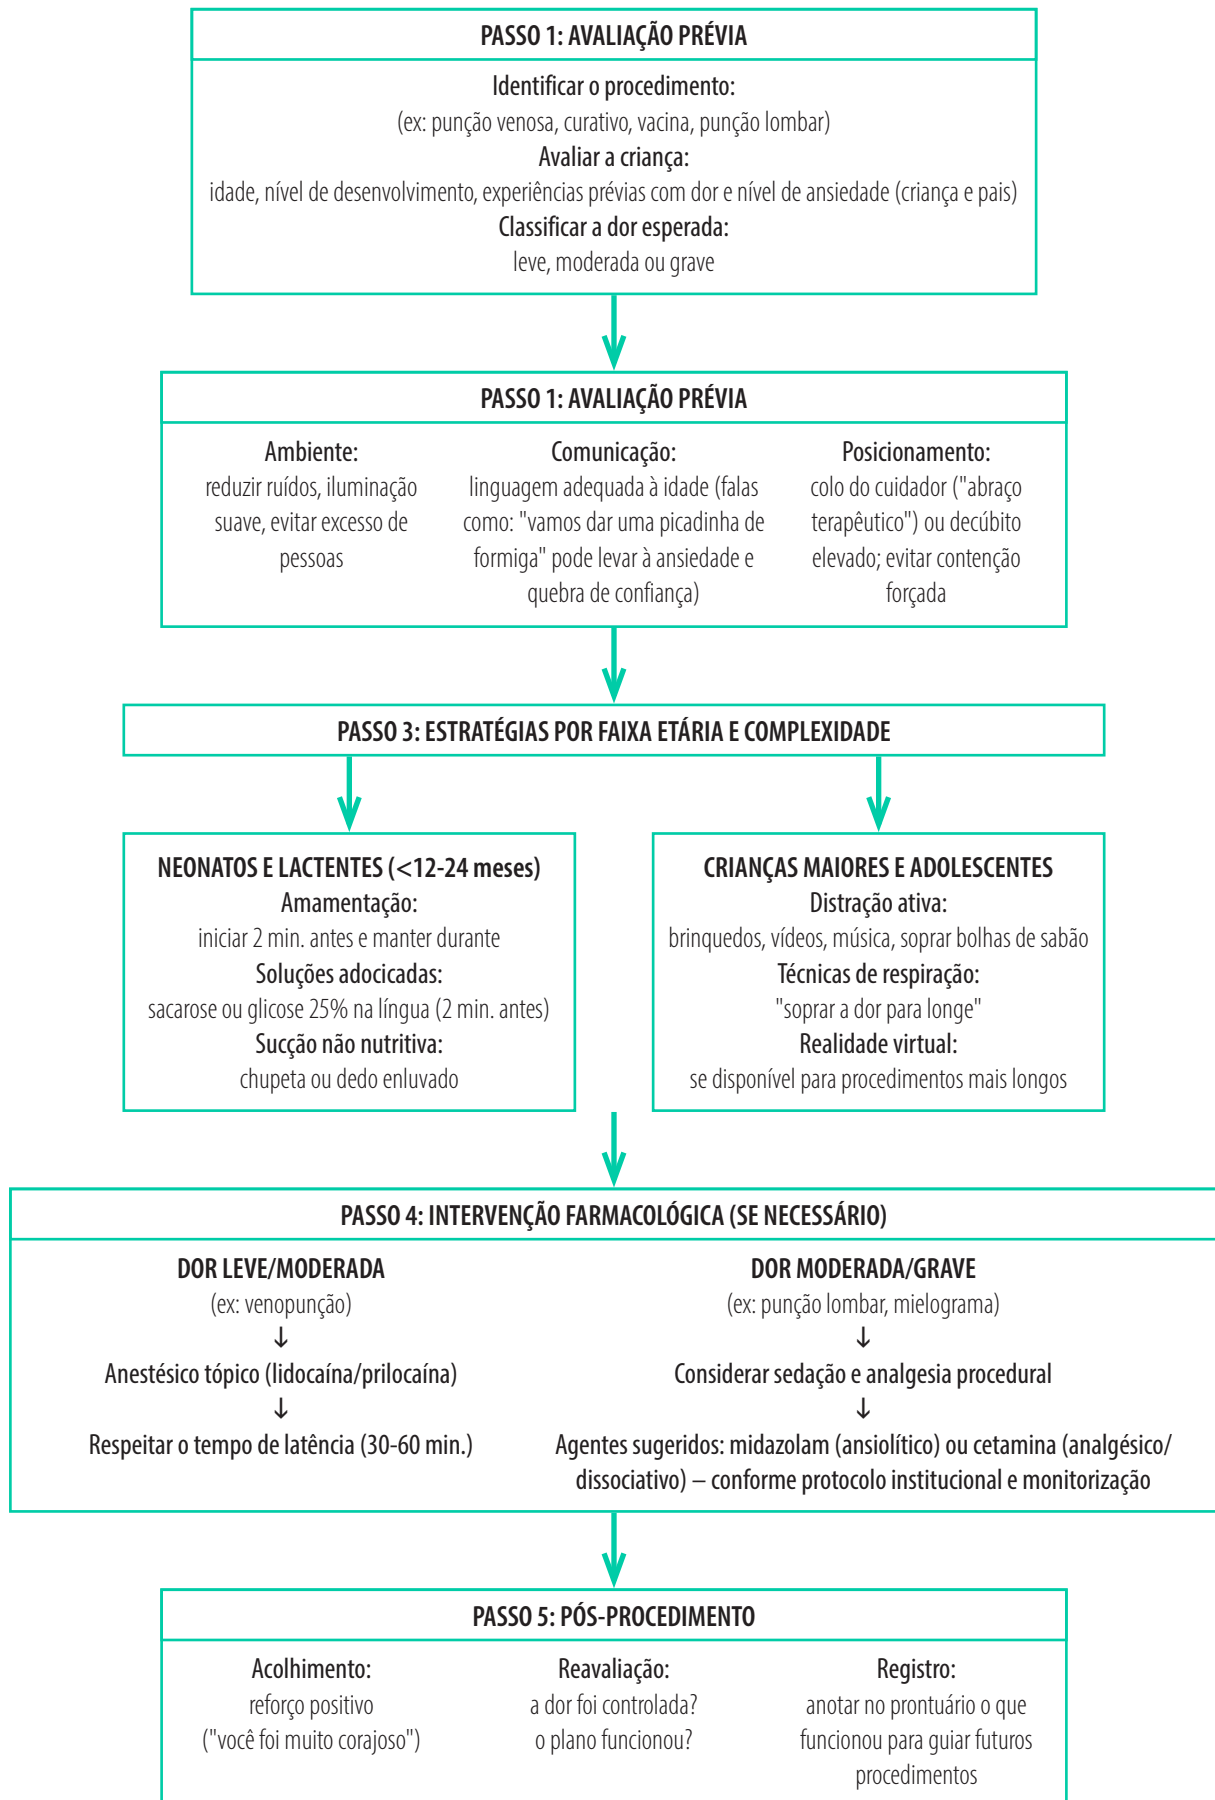 PASSO 1: AVALIAÇÃO PRÉVIA
Identificar o procedimento:
(ex: punção venosa, curativo, vacina, punção lombar)
Avaliar a criança:
idade, nível de desenvolvimento, experiências prévias com dor e nível de ansiedade (criança e pais)
Classificar a dor esperada:
leve, moderada ou grave
PASSO 1: AVALIAÇÃO PRÉVIA
Ambiente:
reduzir ruídos, iluminação
suave, evitar excesso de
pessoas
Comunicação:
linguagem adequada à idade (falas
como: "vamos dar uma picadinha de
formiga" pode levar à ansiedade e
quebra de confiança)
Posicionamento:
colo do cuidador ("abraço
terapêutico") ou decúbito
elevado; evitar contenção
forçada
PASSO 3: ESTRATÉGIAS POR FAIXA ETÁRIA E COMPLEXIDADE
NEONATOS E LACTENTES (<12-24 meses)
Amamentação:
iniciar 2 min. antes e manter durante
Soluções adocicadas:
sacarose ou glicose 25% na língua (2 min. antes)
Sucção não nutritiva:
chupeta ou dedo enluvado
CRIANÇAS MAIORES E ADOLESCENTES
Distração ativa:
brinquedos, vídeos, música, soprar bolhas de sabão
Técnicas de respiração:
"soprar a dor para longe"
Realidade virtual:
se disponível para procedimentos mais longos
PASSO 4: INTERVENÇÃO FARMACOLÓGICA (SE NECESSÁRIO)
DOR LEVE/MODERADA
(ex: venopunção)
↓
Anestésico tópico (lidocaína/prilocaína)
↓
Respeitar o tempo de latência (30-60 min.)
DOR MODERADA/GRAVE
(ex: punção lombar, mielograma)
↓
Considerar sedação e analgesia procedural
↓
Agentes sugeridos: midazolam (ansiolítico) ou cetamina (analgésico/
dissociativo) – conforme protocolo institucional e monitorização
PASSO 5: PÓS-PROCEDIMENTO
Acolhimento:
reforço positivo
("você foi muito corajoso")
Reavaliação:
a dor foi controlada?
o plano funcionou?
Registro:
anotar no prontuário o que
funcionou para guiar futuros
procedimentos